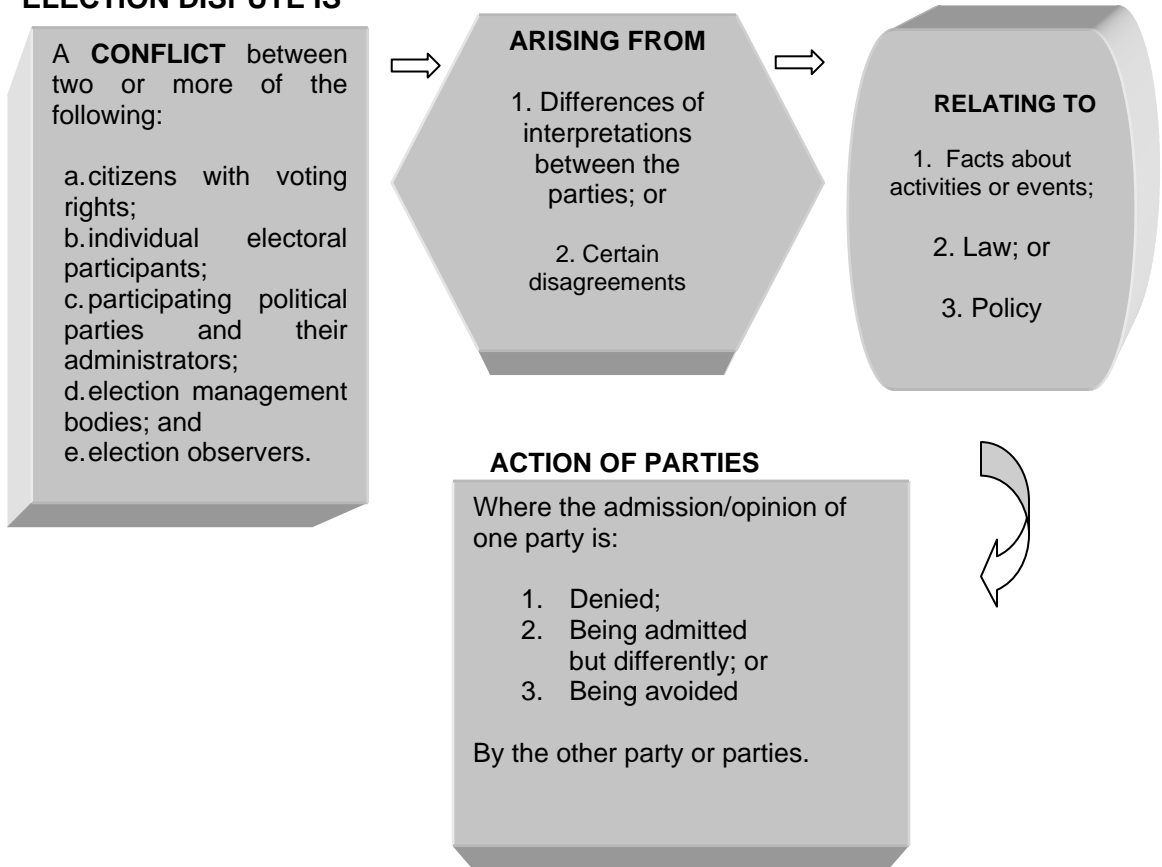 ELECTION DISPUTE IS
A CONFLICT between
two or more of the
following:
a.citizens with voting
rights;
b.individual electoral
participants;
c.participating political
parties and their
administrators;
d.election management
bodies; and
e.election observers.
ARISING FROM
1. Differences of
interpretations
between the
parties; or
2. Certain
disagreements
RELATING TO
1. Facts about
activities or events;
2. Law; or
3. Policy
ACTION OF PARTIES
Where the admission/opinion of
one party is:
1. Denied;
2. Being admitted
but differently; or
3. Being avoided
By the other party or parties.